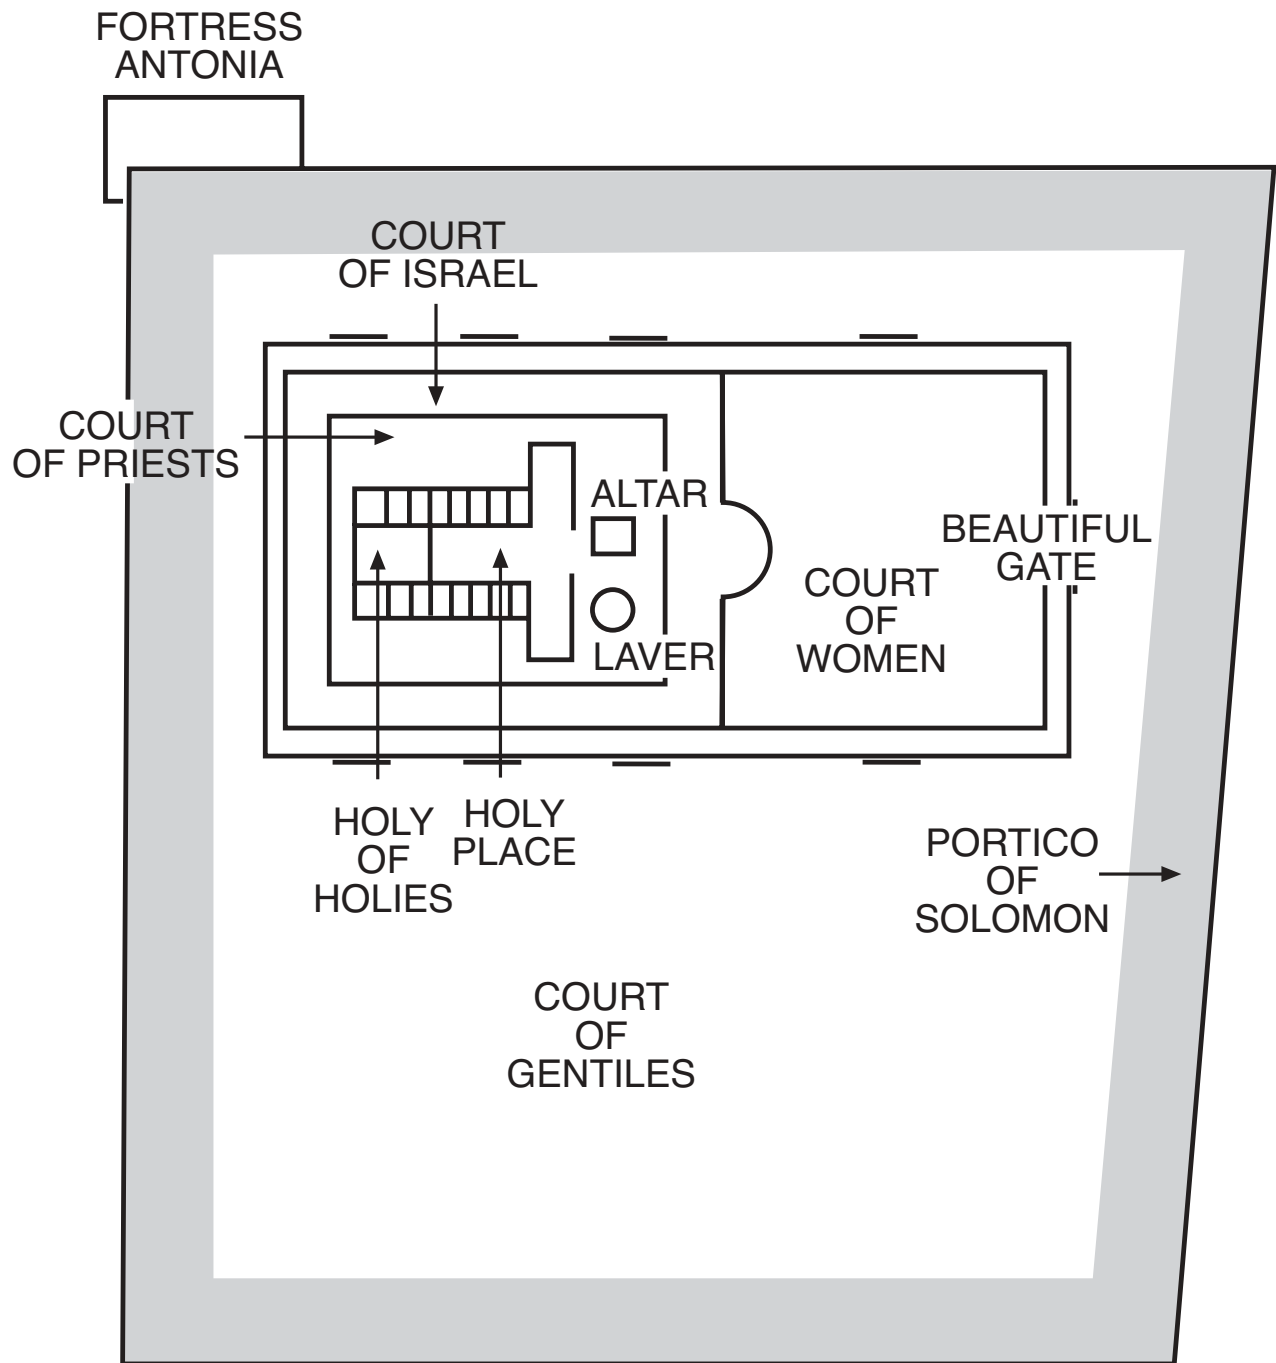 FORTRESS
ANTONIA
COURT
OF ISRAEL
COURT
OF PRIESTS
ALTAR
BEAUTIFUL
GATE
COURT
OF
WOMEN
LAVER
HOLY
OF
HOLIES
HOLY
PLACE
PORTICO
OF
SOLOMON
COURT
OF
GENTILES